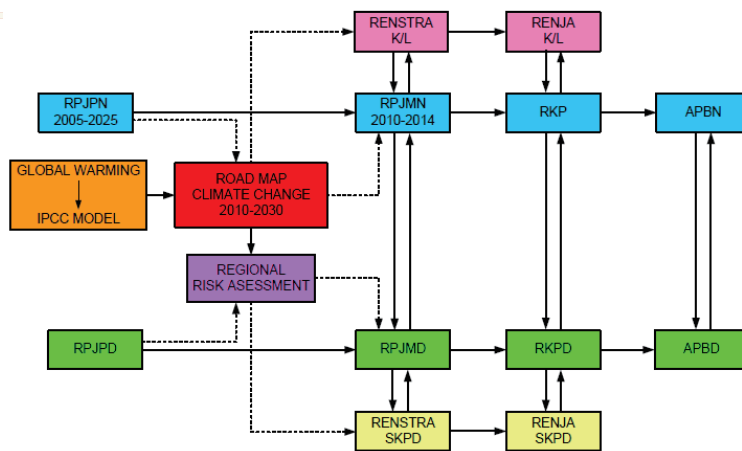 RENSTRA
K/L
RENJA
K/L
RPJPN
2005-2025
RPJMN
2010-2014
RKP
APBN
GLOBAL WARMING
IPCC MODEL
ROAD MAP
CLIMATE CHANGE
2010-2030
REGIONAL
RISK ASESSMENT
RPJPD
RPJMD
RKPD
APBD
RENSTRA
SKPD
RENJA
SKPD